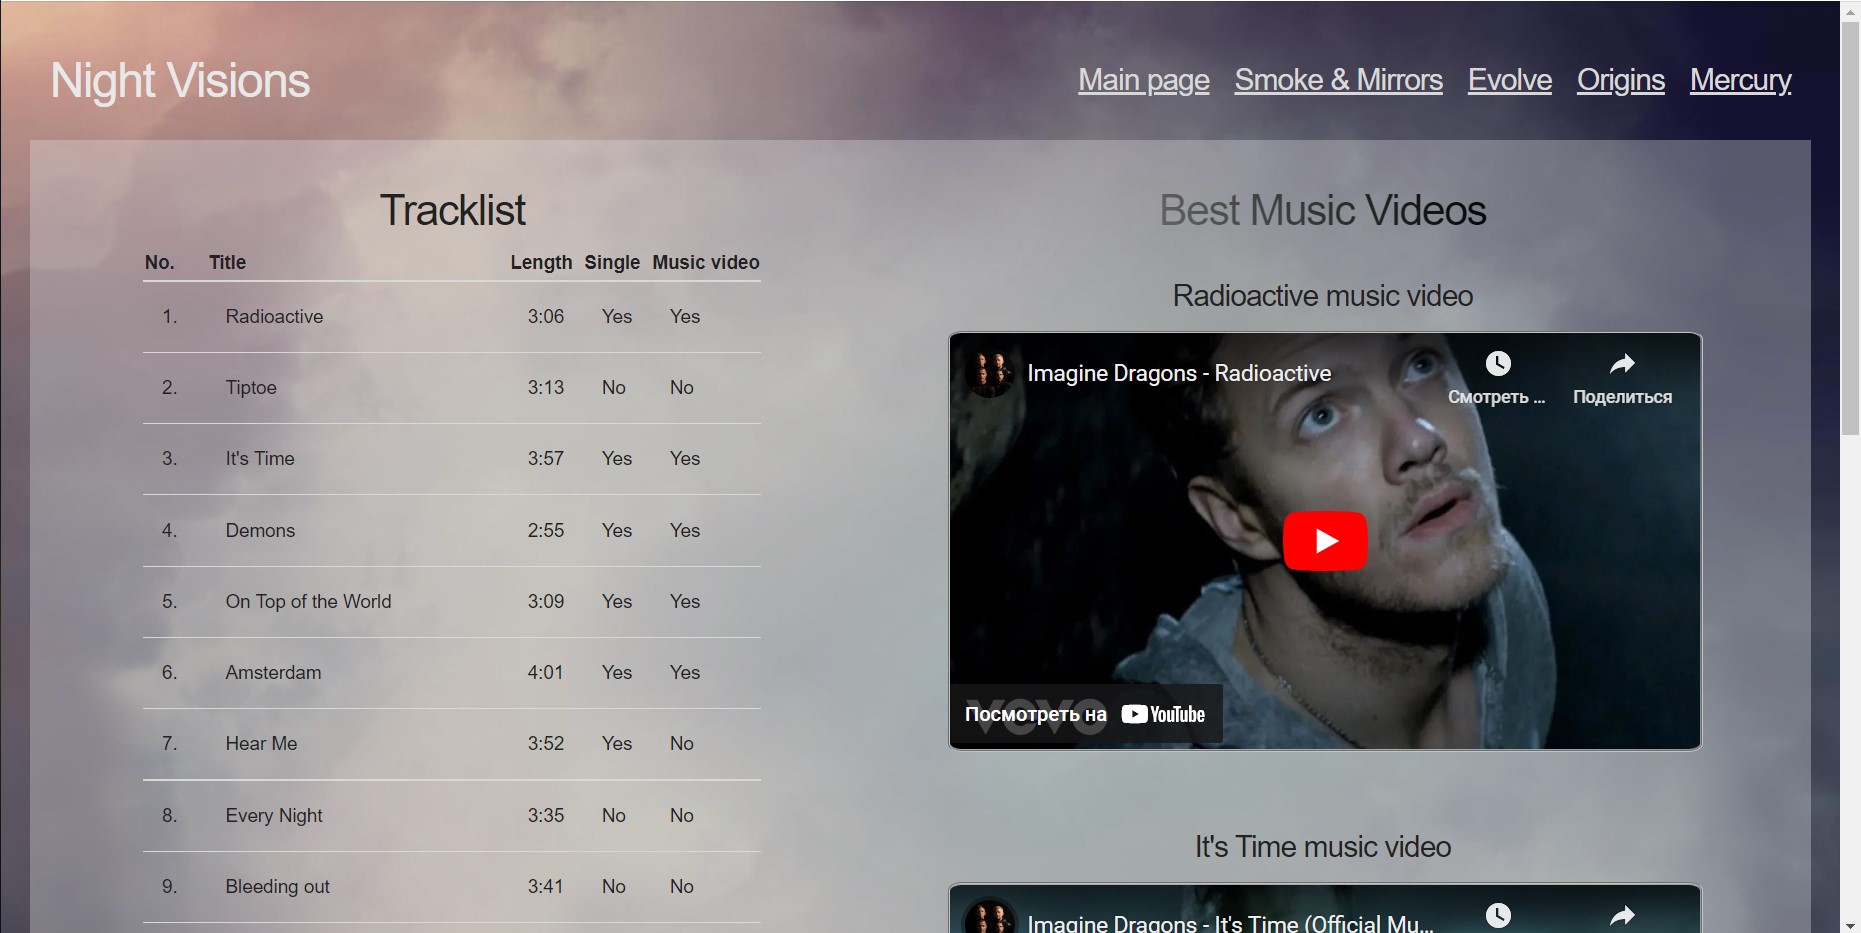 Night Visions
Main page Smoke & Mirrors Evolve Origins Mercury
Tracklist
No. Title Length Single Music video
1. Radioactive 3:06 Yes Yes
2. Tiptoe 3:13 No No
3. It's Time 3:57 Yes Yes
4. Demons 2:55 Yes Yes
5. On Top of the World 3:09 Yes Yes
6. Amsterdam 4:01 Yes Yes
7. Hear Me 3:52 Yes No
8. Every Night 3:35 No No
9. Bleeding out 3:41 No No
Best Music Videos
Radioactive music video
Imagine Dragons - Radioactive
Смотреть ...
Поделиться
vevo
Посмотреть на YouTube
It's Time music video
Imagine Dragons - It's Time (Official Mu...